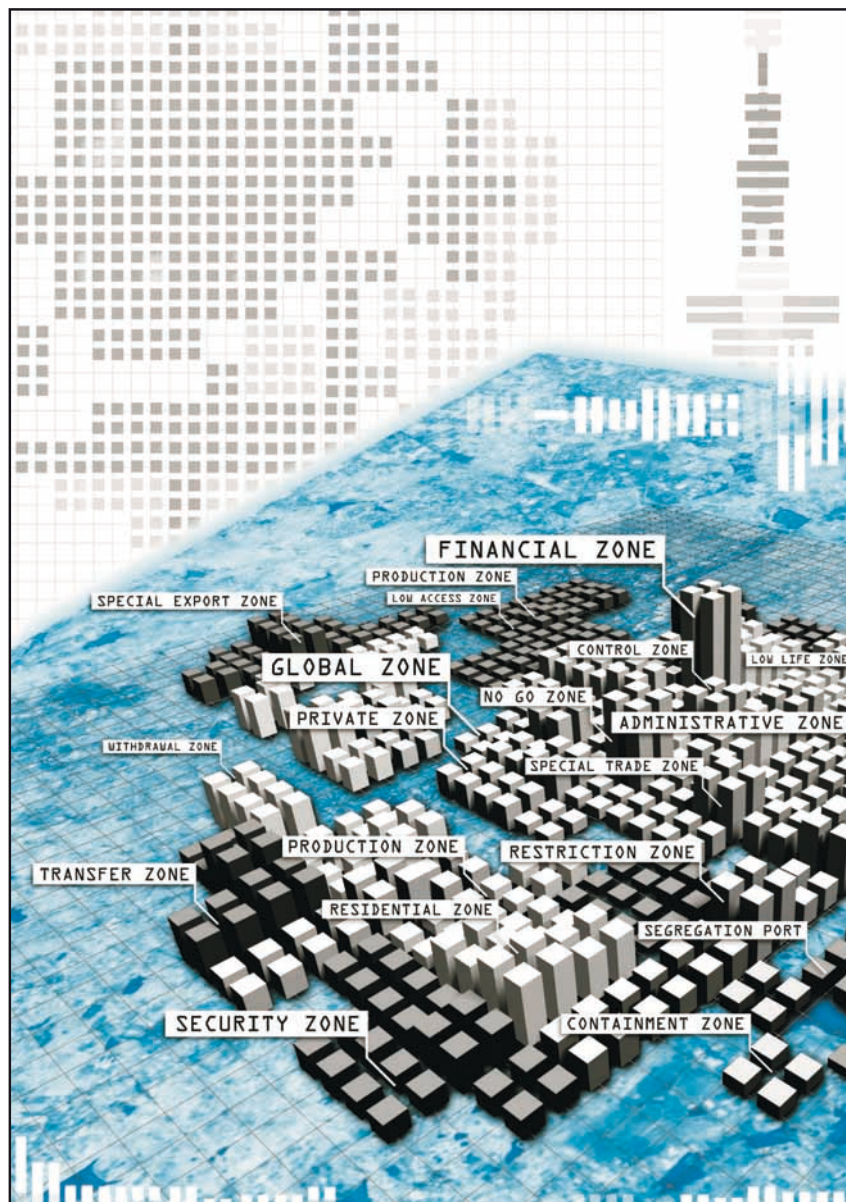 FINANCIAL ZONE
PRODUCTION ZONE
LOW ACCESS ZONE
SPECIAL EXPORT ZONE
CONTROL ZONE
LOW LIFE ZONE
GLOBAL ZONE
NO GO ZONE
PRIVATE ZONE
ADMINISTRATIVE ZONE
WITHDRAWAL ZONE
SPECIAL TRADE ZONE
PRODUCTION ZONE
RESTRICTION ZONE
TRANSFER ZONE
RESIDENTIAL ZONE
SEGREGATION PORT
SECURITY ZONE
CONTAINMENT ZONE